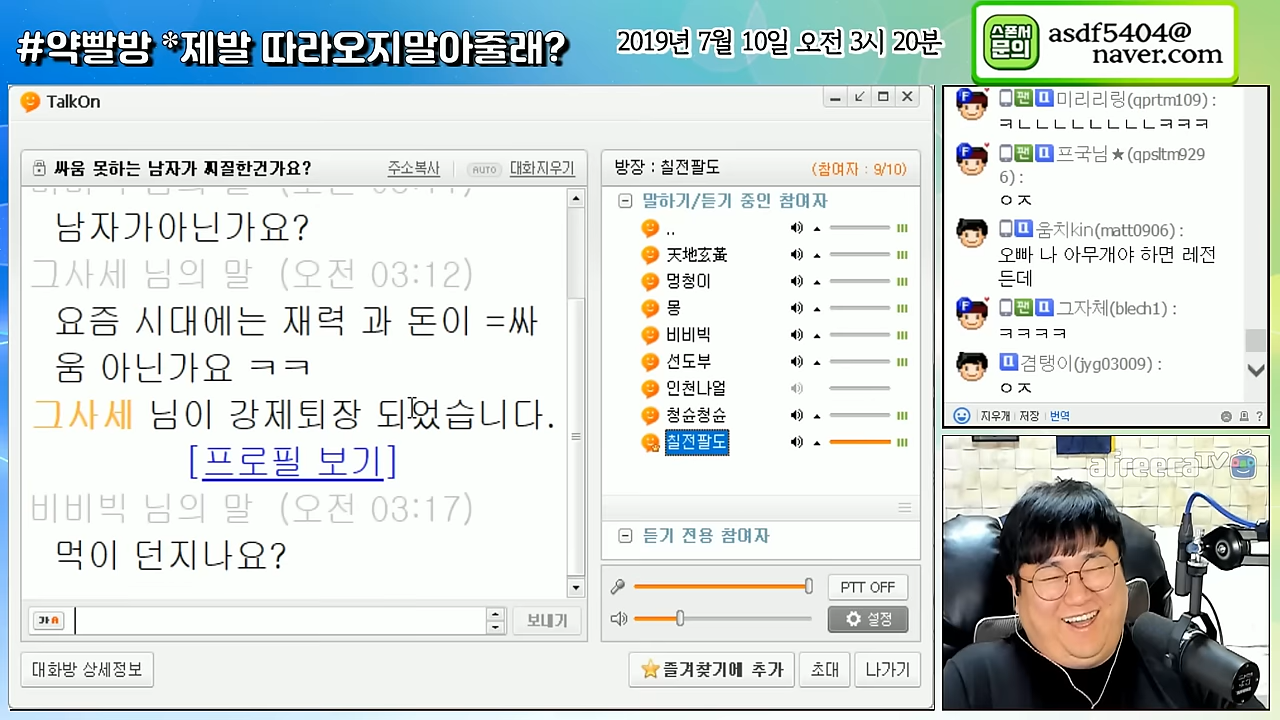 #약빨방 *제발 따라오지말아줄래?
2019년 7월 10일 오전 3시 20분
스폰서
문의
asdf5404@
naver.com
TalkOn
싸움 못하는 남자가 찌질한건가요?
주소복사
AUTO
대화지우기
남자가아닌가요?
그사세 님의 말 (오전 03:12)
요즘 시대에는 재력 과 돈이 =싸
움 아닌가요 ㅋㅋ
그사세 님이 강제퇴장 되었습니다.
[프로필 보기]
비비빅 님의 말 (오전 03:17)
먹이 던지나요?
가A
보내기
대화방 상세정보
방장 : 칠전팔도
(참여자 : 9/10)
말하기/듣기 중인 참여자
..
天地玄黃
멍청미
몽
비비빅
선도부
인천나얼
청순청순
칠전팔도
듣기 전용 참여자
PTT OFF
설정
즐겨찾기에 추가
초대
나가기
F 팬 미리리링(qprtm109) :
ㅋㄴㄴㄴㄴㄴㄴㄴㅋㅋㅋ
F 팬 프국님★(qpsltm929
6) :
ㅇㅈ
움치kin(matt0906) :
오빠 나 아무개야 하면 레전
든데
F 팬 그자체(blech1) :
ㅋㅋㅋㅋ
겸탱이(jyg03009) :
ㅇㅈ
지우개
저장
번역
?
afreecaTV